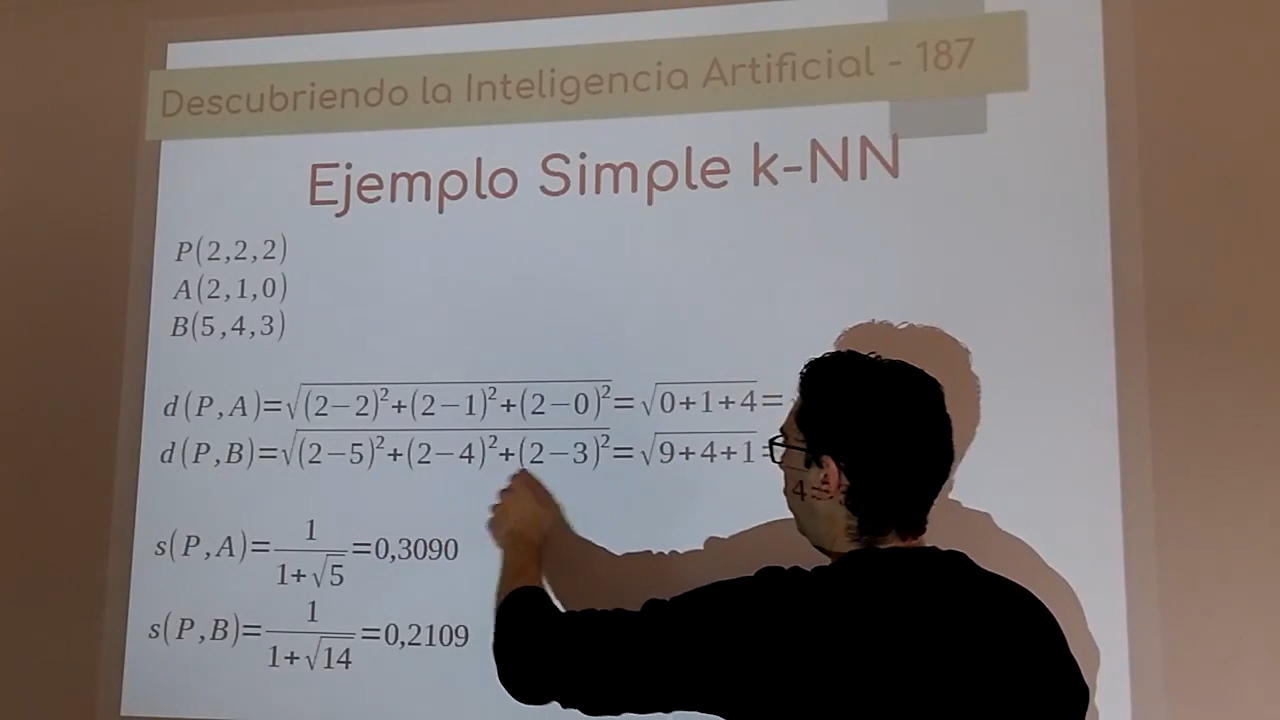 Descubriendo la Inteligencia Artificial - 187
Ejemplo Simple k-NN
P(2,2,2)
A(2,1,0)
B(5,4,3)
d(P,A)=√(2−2)²+(2−1)²+(2−0)²=√0+1+4=
d(P,B)=√(2−5)²+(2−4)²+(2−3)²=√9+4+1=
s(P,A)=1/(1+√5)=0,3090
s(P,B)=1/(1+√14)=0,2109